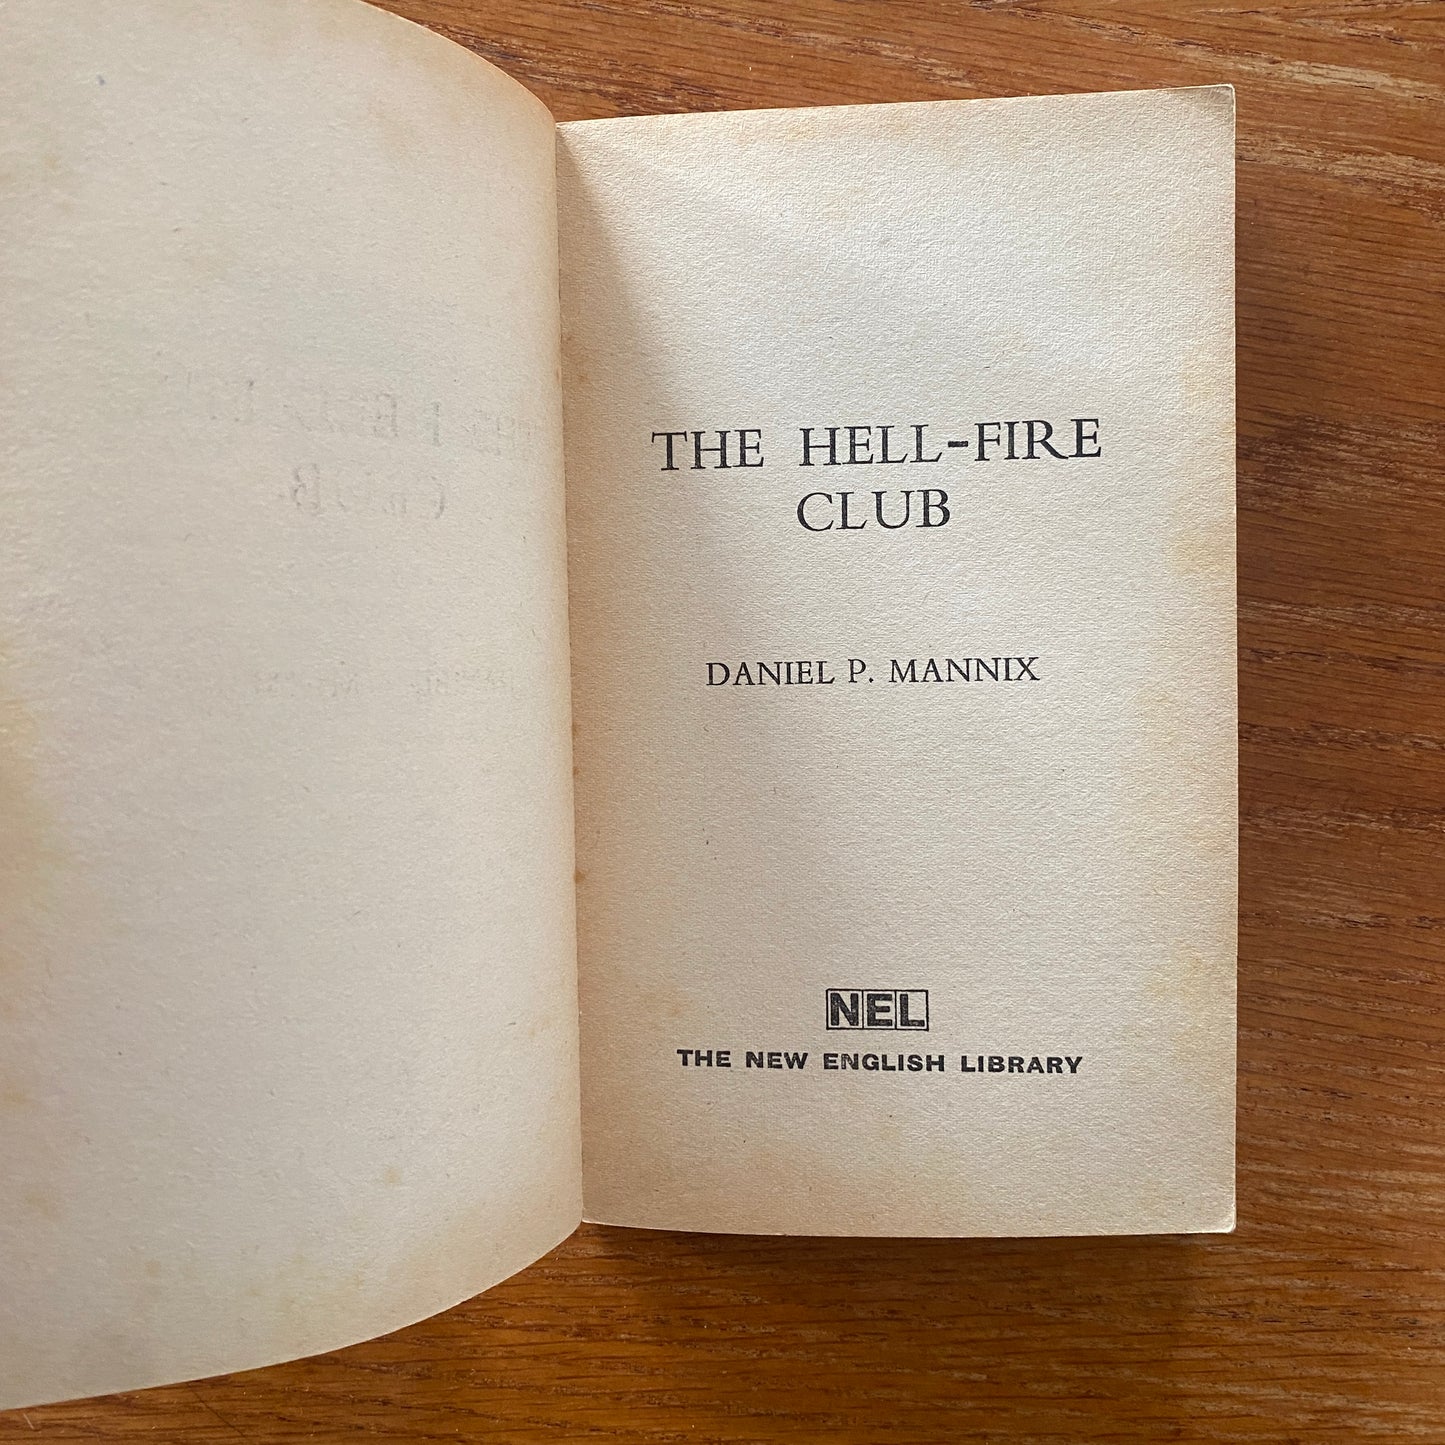 THE HELL-FIRE
CLUB
DANIEL P. MANNIX
NEL
THE NEW ENGLISH LIBRARY